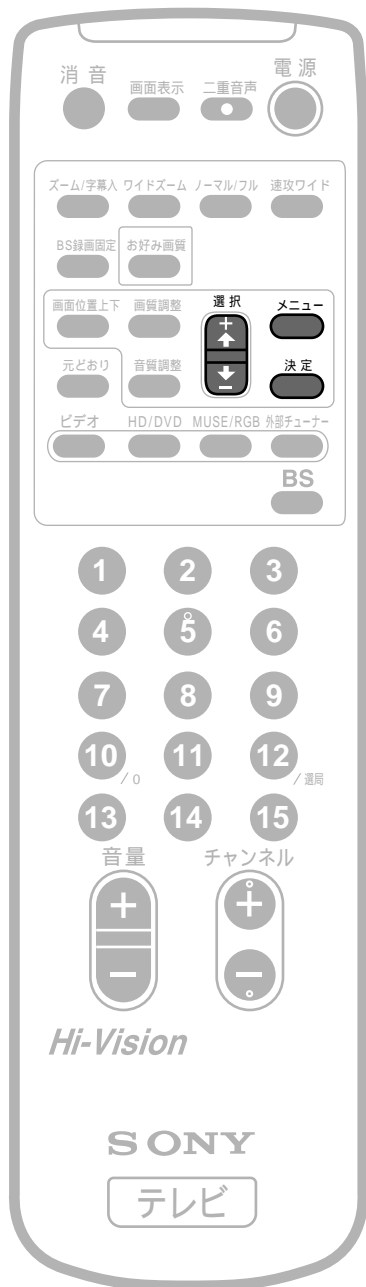 消音 画面表示 二重音声 電源
ズーム/字幕入 ワイドズーム ノーマル/フル 速攻ワイド
BS録画固定 お好み画質
画面位置上下 画質調整 選択 メニュー
+
元どおり 音質調整 決定
−
ビデオ HD/DVD MUSE/RGB 外部チューナー
BS
1 2 3
4 5 6
7 8 9
10/0 11 12/選局
13 14 15
音量 チャンネル
+ +
− −
Hi-Vision
SONY
テレビ